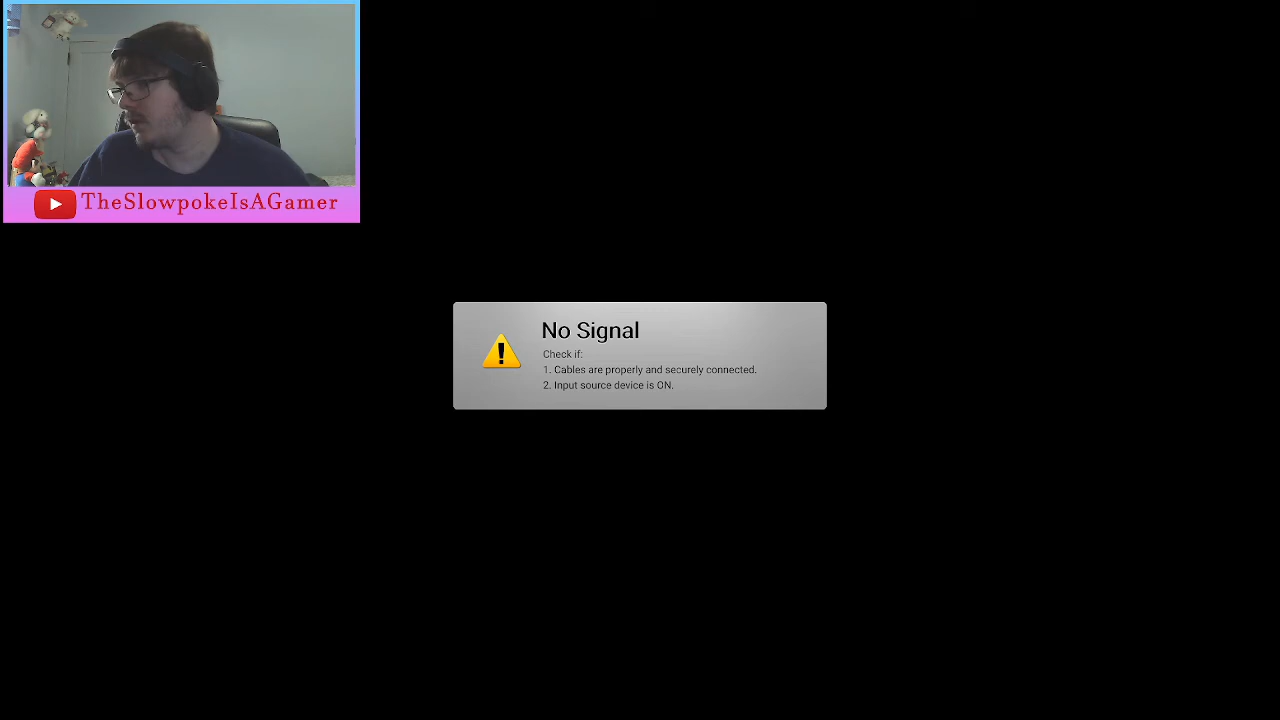 TheSlowpokeIsAGamer
No Signal
Check if:
1. Cables are properly and securely connected.
2. Input source device is ON.